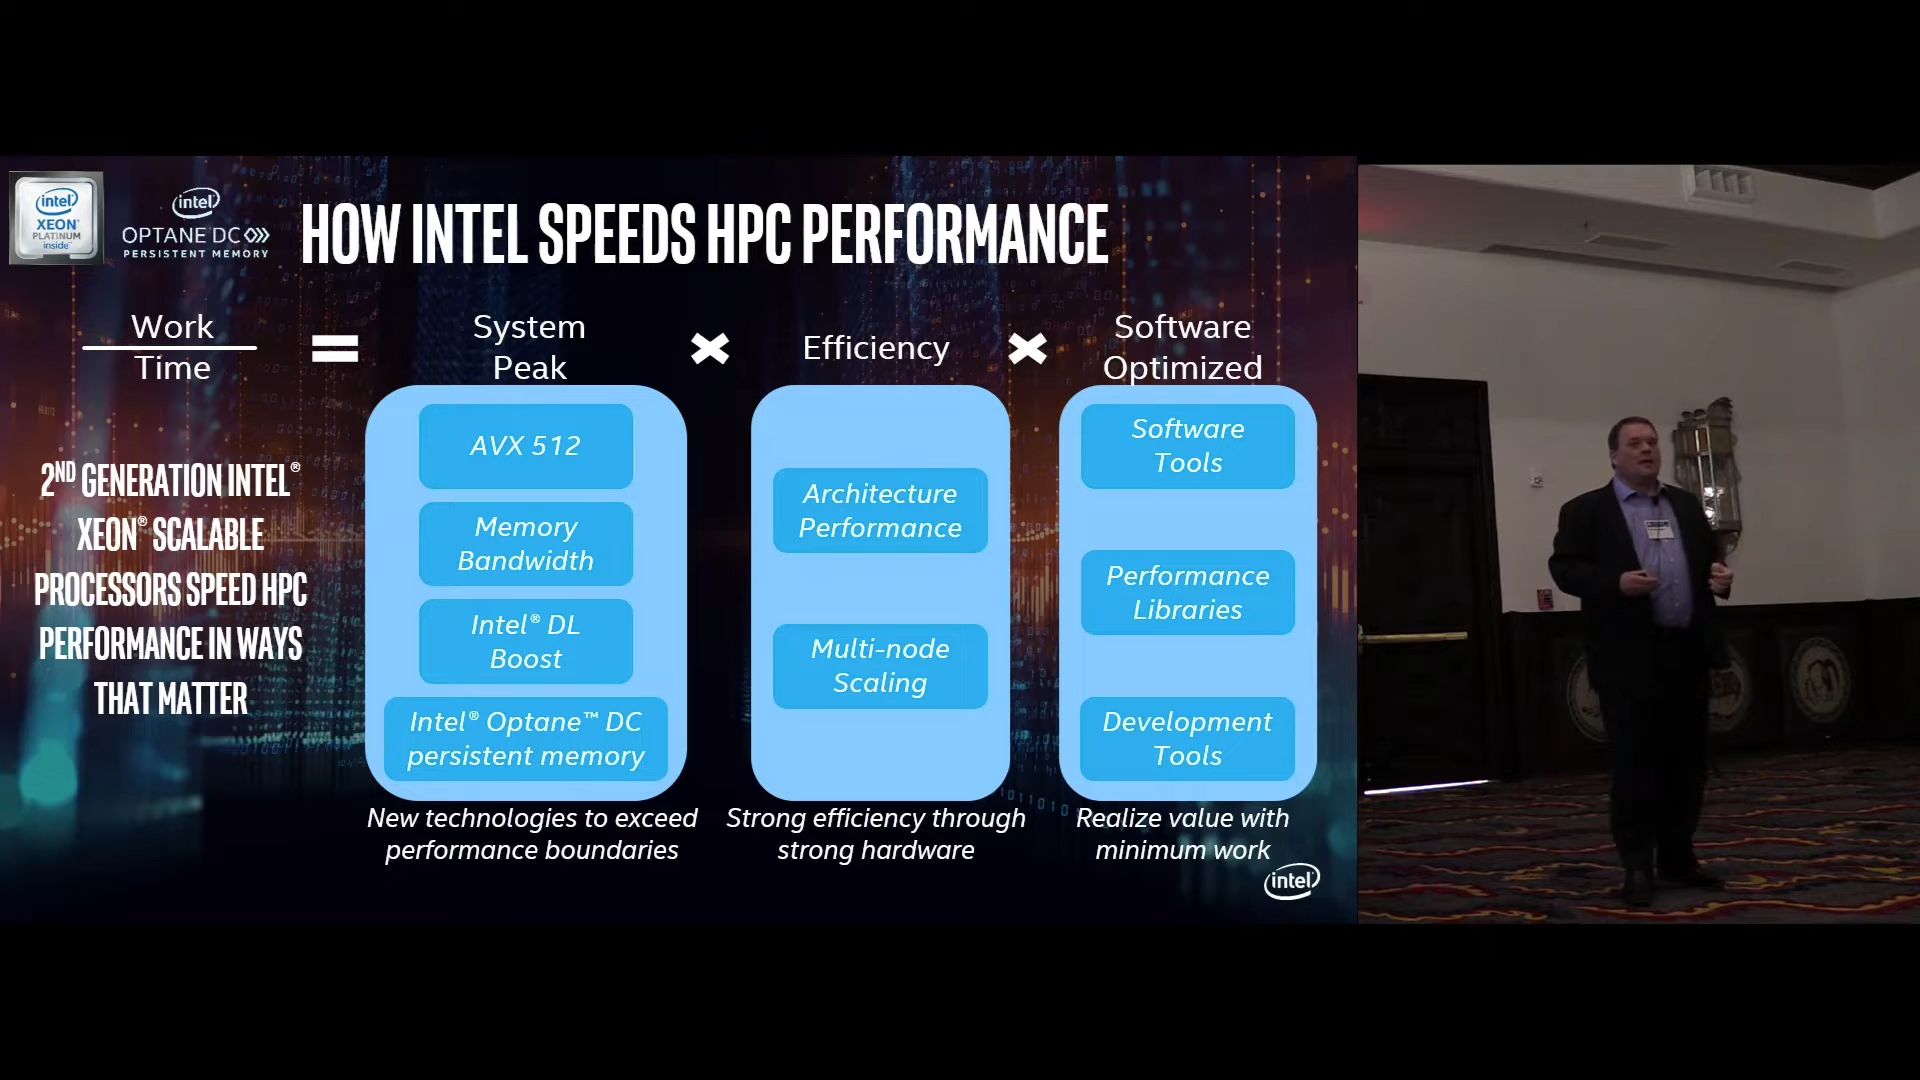 intel
XEON
PLATINUM
inside
intel
OPTANE DC
PERSISTENT MEMORY
HOW INTEL SPEEDS HPC PERFORMANCE
Work
Time
=
System
Peak
×
Efficiency
×
Software
Optimized
2ND GENERATION INTEL®
XEON® SCALABLE
PROCESSORS SPEED HPC
PERFORMANCE IN WAYS
THAT MATTER
AVX 512
Memory
Bandwidth
Intel® DL
Boost
Intel® Optane™ DC
persistent memory
New technologies to exceed
performance boundaries
Architecture
Performance
Multi-node
Scaling
Strong efficiency through
strong hardware
Software
Tools
Performance
Libraries
Development
Tools
Realize value with
minimum work
intel